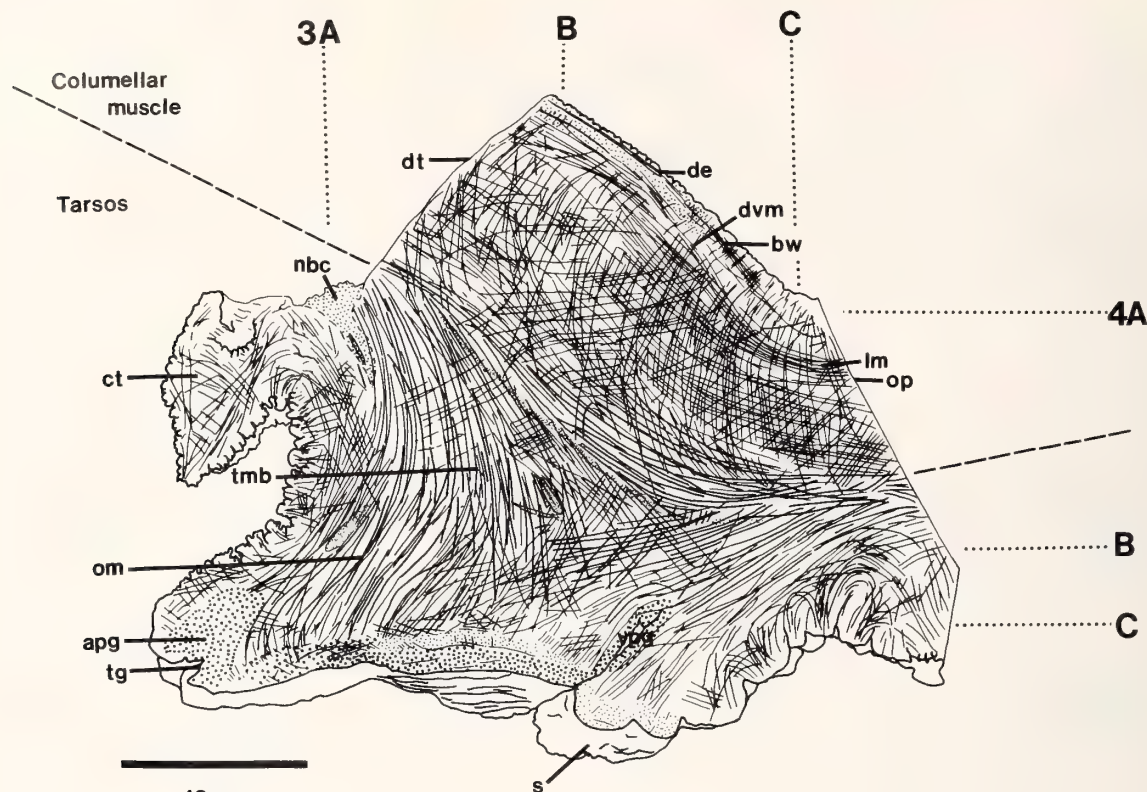 3A
B
C
Columellar
muscle
Tarsos
dt
de
dvm
bw
nbc
4A
lm
op
ct
tmb
om
B
apg
C
tg
s